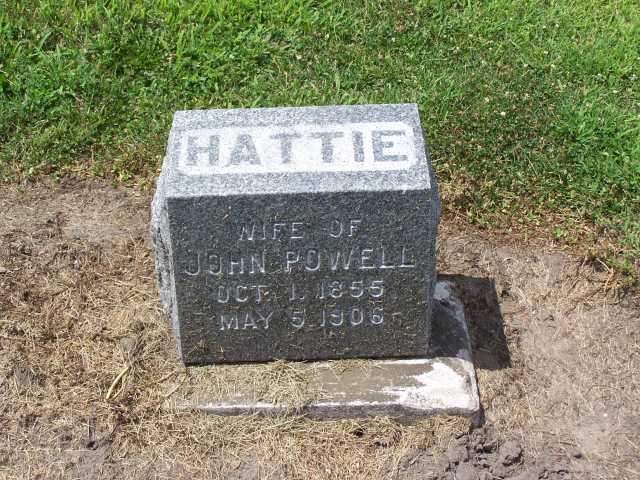 HATTIE
WIFE OF
JOHN POWELL
OCT. 1. 1855
MAY 5. 1906